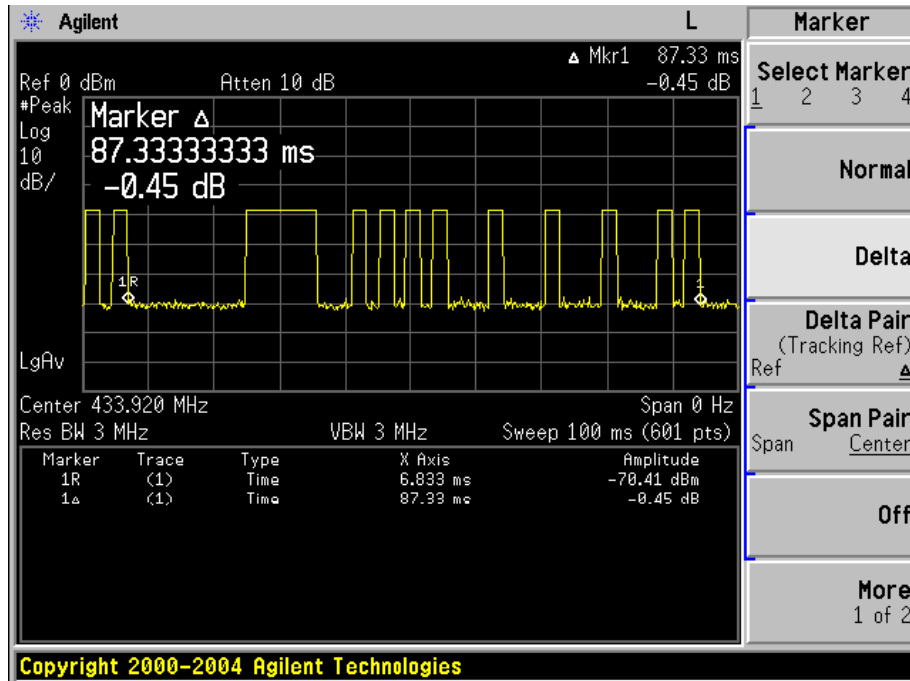 Agilent L Marker
Δ Mkr1 87.33 ms
Ref 0 dBm Atten 10 dB -0.45 dB
#Peak
Log
10
dB/
Marker Δ
87.33333333 ms
-0.45 dB
1R
1
LgAv
Center 433.920 MHz Span 0 Hz
Res BW 3 MHz VBW 3 MHz Sweep 100 ms (601 pts)
Marker Trace Type X Axis Amplitude
1R (1) Time 6.833 ms -70.41 dBm
1Δ (1) Time 87.33 ms -0.45 dB
Select Marker
1 2 3 4
Normal
Delta
Delta Pair
(Tracking Ref)
Ref Δ
Span Pair
Span Center
Off
More
1 of 2
Copyright 2000-2004 Agilent Technologies